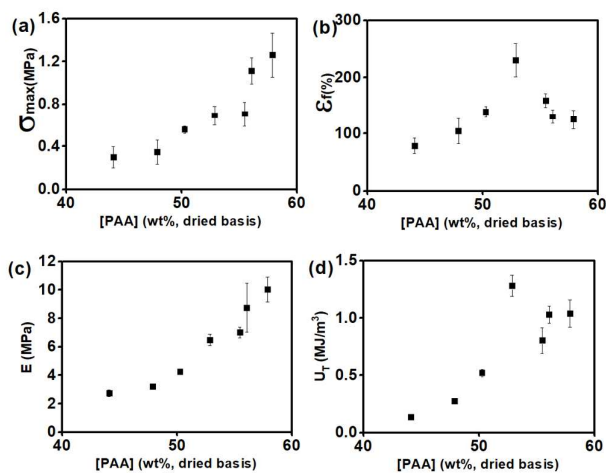 (a)
σmax(MPa)
1.6
1.2
0.8
0.4
0.0
40 50 60
[PAA] (wt%, dried basis)
(b)
εf(%)
300
200
100
0
40 50 60
[PAA] (wt%, dried basis)
(c)
E (MPa)
12
10
8
6
4
2
0
40 50 60
[PAA] (wt%, dried basis)
(d)
UT (MJ/m³)
1.5
1.0
0.5
0.0
40 50 60
[PAA] (wt%, dried basis)